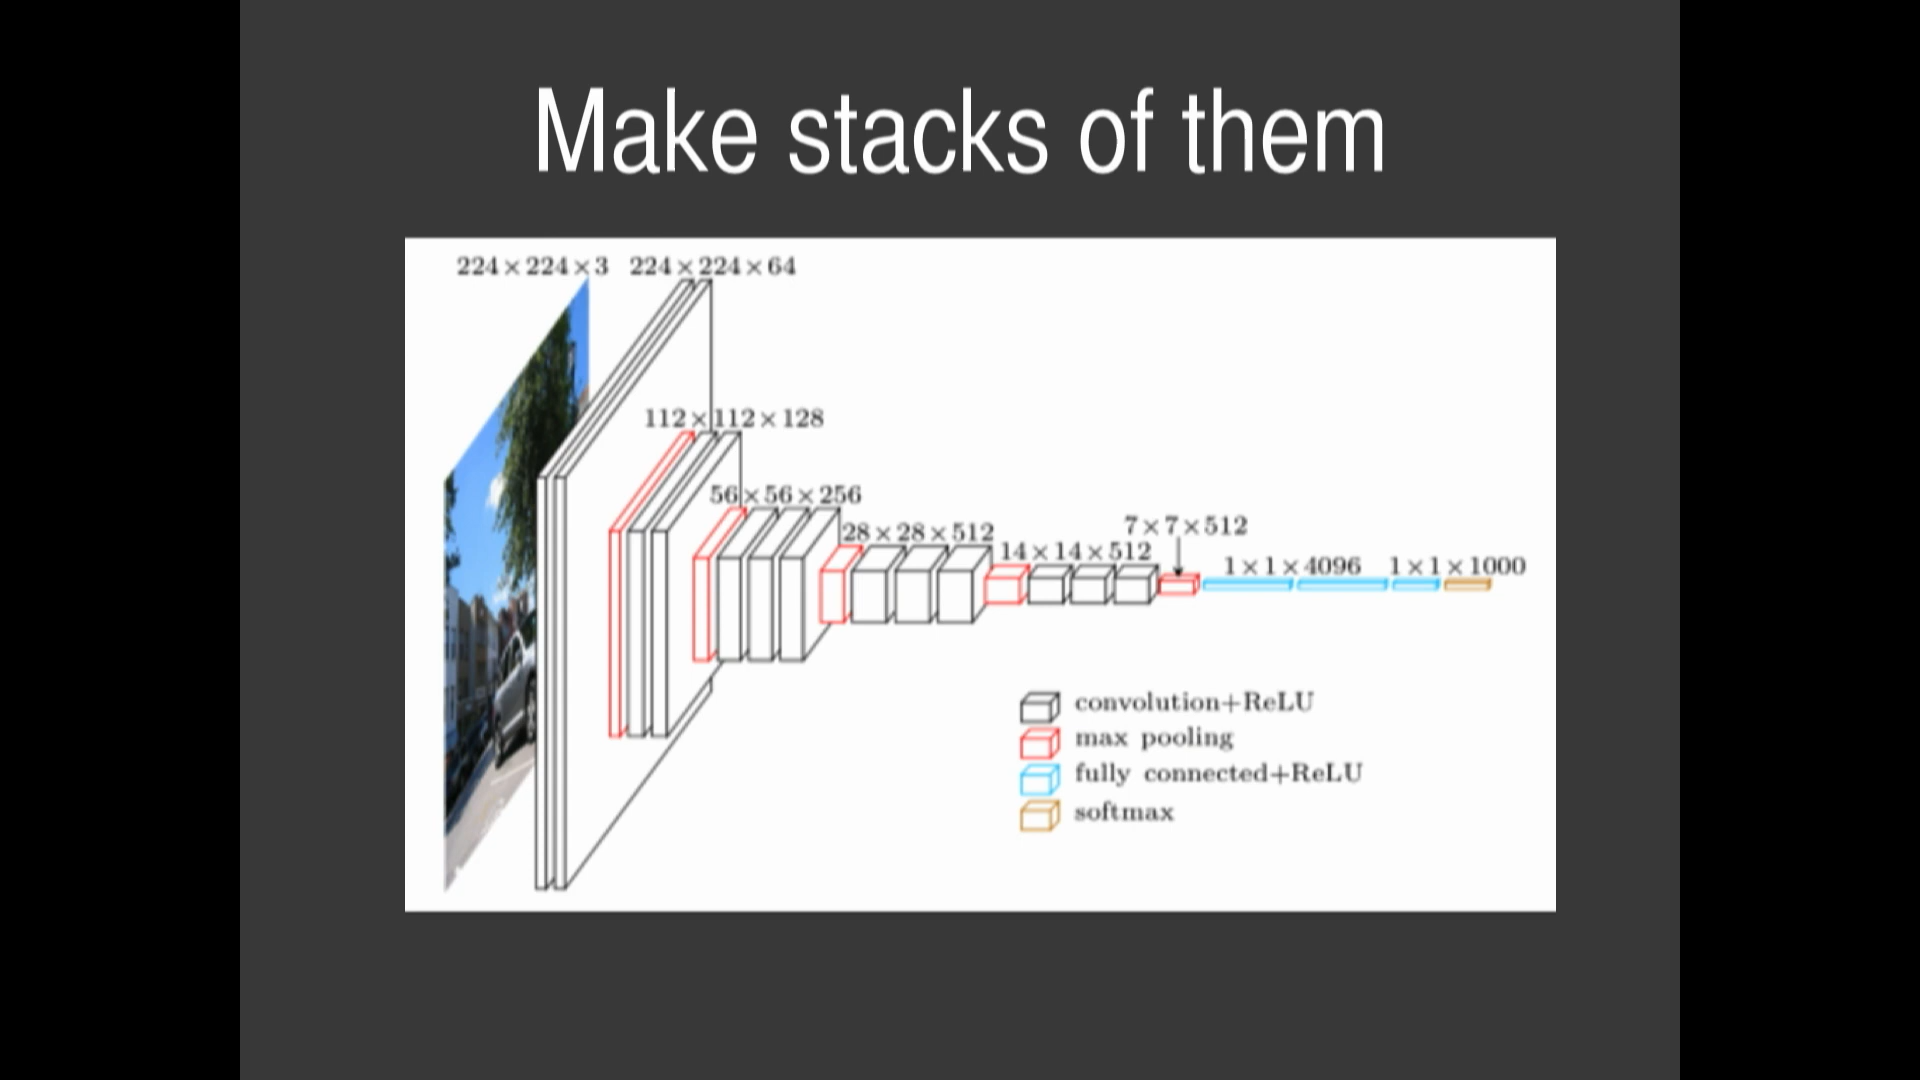 Make stacks of them
224×224×3 224×224×64
112×112×128
56×56×256
28×28×512
14×14×512
7×7×512
1×1×4096 1×1×1000
convolution+ReLU
max pooling
fully connected+ReLU
softmax